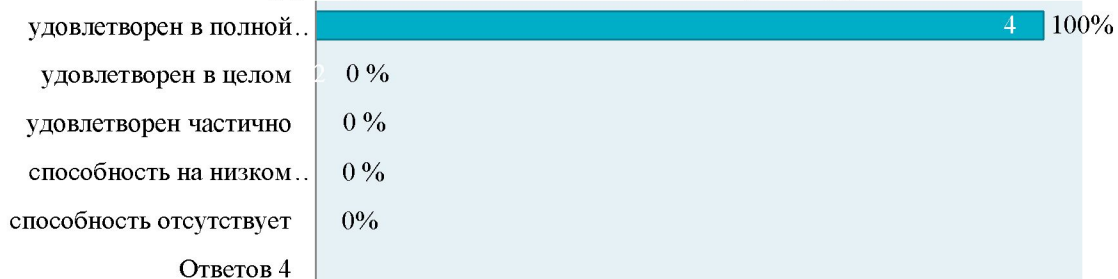 удовлетворен в полной.. 4 100%
удовлетворен в целом 2 0 %
удовлетворен частично 0 %
способность на низком.. 0 %
способность отсутствует 0%
Ответов 4